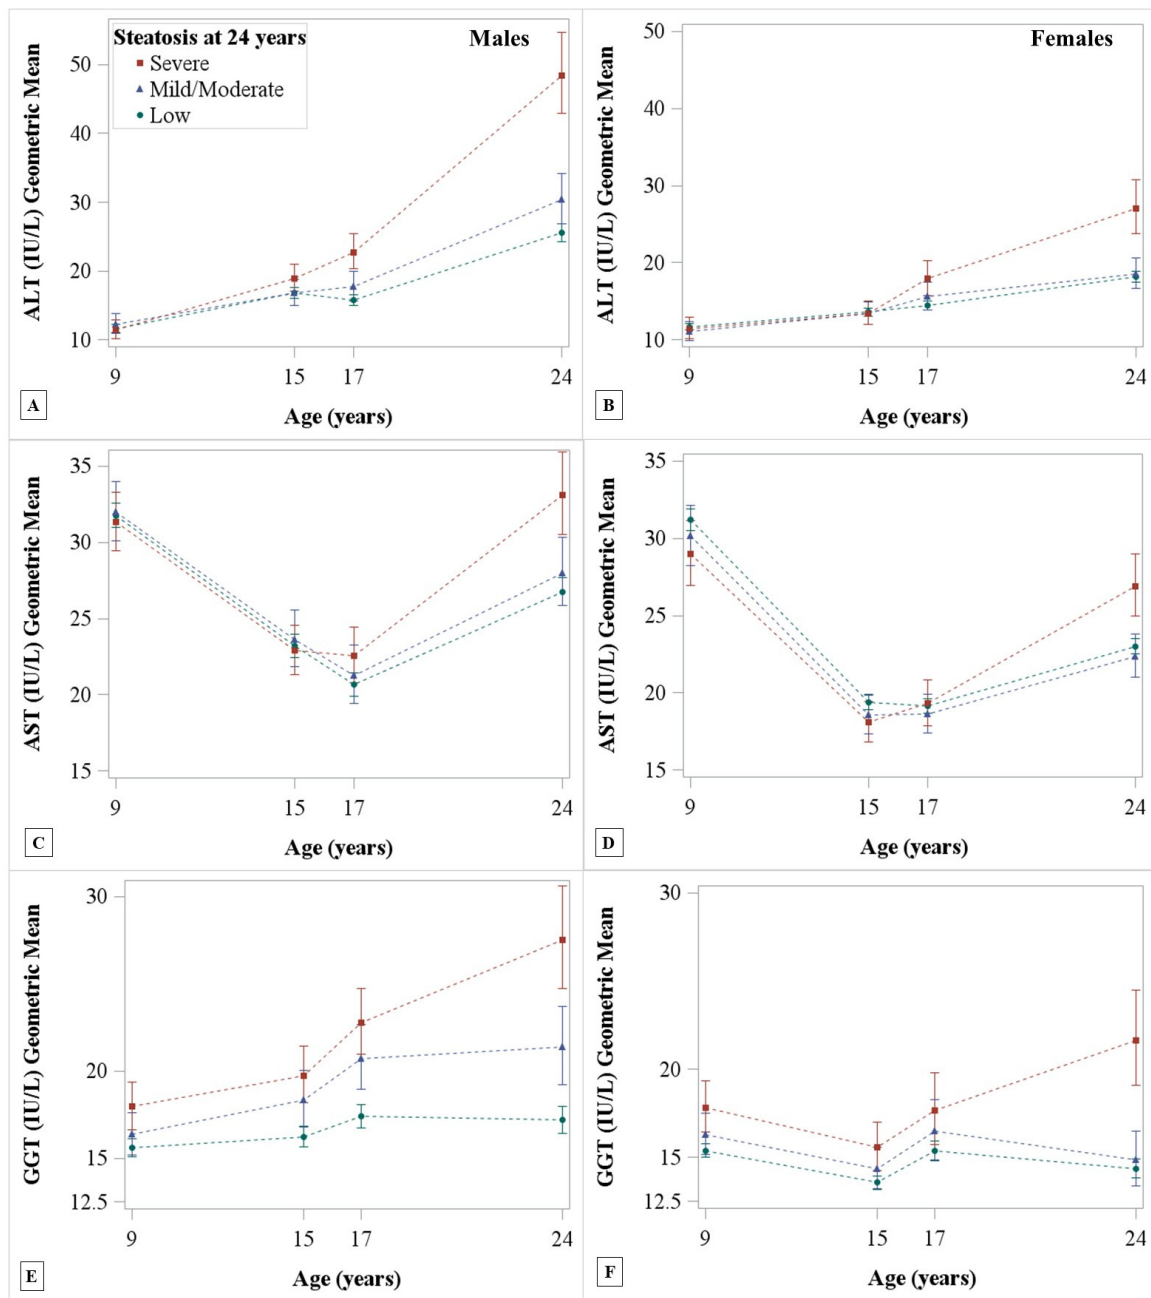 Steatosis at 24 years
Severe
Mild/Moderate
Low
Males
ALT (IU/L) Geometric Mean
50
40
30
20
10
9 15 17 24
Age (years)
A
Females
ALT (IU/L) Geometric Mean
50
40
30
20
10
9 15 17 24
Age (years)
B
AST (IU/L) Geometric Mean
35
30
25
20
15
9 15 17 24
Age (years)
C
AST (IU/L) Geometric Mean
35
30
25
20
15
9 15 17 24
Age (years)
D
GGT (IU/L) Geometric Mean
30
20
15
12.5
9 15 17 24
Age (years)
E
GGT (IU/L) Geometric Mean
30
20
15
12.5
9 15 17 24
Age (years)
F